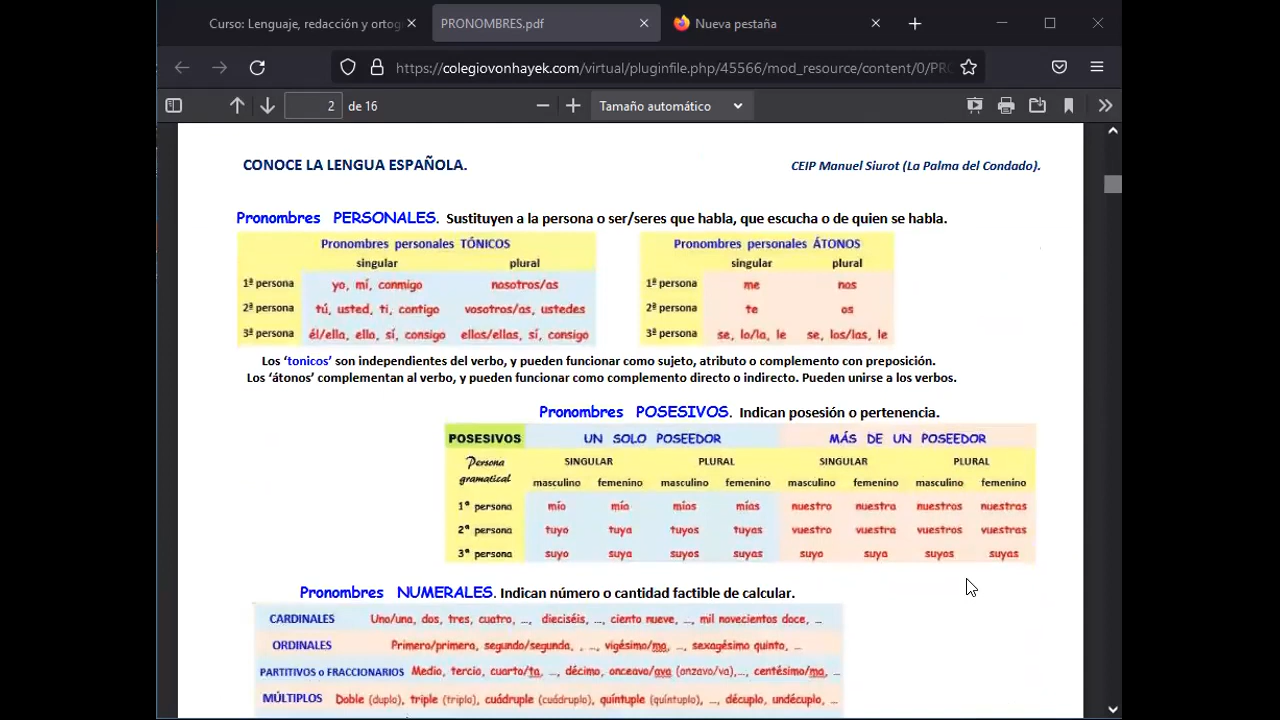 Curso: Lenguaje, redacción y ortog
PRONOMBRES.pdf
Nueva pestaña
https://colegiovonhayek.com/virtual/pluginfile.php/45566/mod_resource/content/0/PR
2 de 16
Tamaño automático
CONOCE LA LENGUA ESPAÑOLA. CEIP Manuel Siurot (La Palma del Condado).
Pronombres PERSONALES. Sustituyen a la persona o ser/seres que habla, que escucha o de quien se habla.
Pronombres personales TÓNICOS
singular plural
1ª persona yo, mí, conmigo nosotros/as
2ª persona tú, usted, ti, contigo vosotros/as, ustedes
3ª persona él/ella, ello, sí, consigo ellos/ellas, sí, consigo
Pronombres personales ÁTONOS
singular plural
1ª persona me nos
2ª persona te os
3ª persona se, lo/la, le se, los/las, le
Los ‘tonicos’ son independientes del verbo, y pueden funcionar como sujeto, atributo o complemento con preposición.
Los ‘átonos’ complementan al verbo, y pueden funcionar como complemento directo o indirecto. Pueden unirse a los verbos.
Pronombres POSESIVOS. Indican posesión o pertenencia.
POSESIVOS UN SOLO POSEEDOR MÁS DE UN POSEEDOR
Persona gramatical SINGULAR PLURAL SINGULAR PLURAL
masculino femenino masculino femenino masculino femenino masculino femenino
1ª persona mío mía míos mías nuestro nuestra nuestros nuestras
2ª persona tuyo tuya tuyos tuyas vuestro vuestra vuestros vuestras
3ª persona suyo suya suyos suyas suyo suya suyos suyas
Pronombres NUMERALES. Indican número o cantidad factible de calcular.
CARDINALES Uno/una, dos, tres, cuatro, …, dieciséis, …, ciento nueve, …, mil novecientos doce, …
ORDINALES Primero/primera, segundo/segunda, , …, vigésimo/ma, …, sexagésimo quinto, …
PARTITIVOS o FRACCIONARIOS Medio, tercio, cuarto/ta, …, décimo, onceavo/ava (onzavo/va),…, centésimo/ma, …
MÚLTIPLOS Doble (duplo), triple (triplo), cuádruple (cuádruplo), quíntuple (quíntuplo), …, décuplo, undécuplo, …